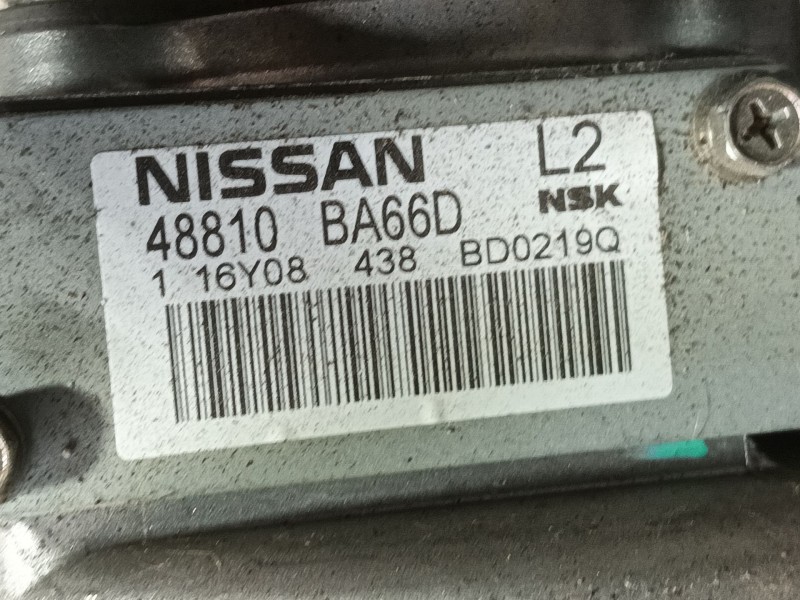 NISSAN L2
48810 BA66D NSK
1 16Y08 438 BD0219Q